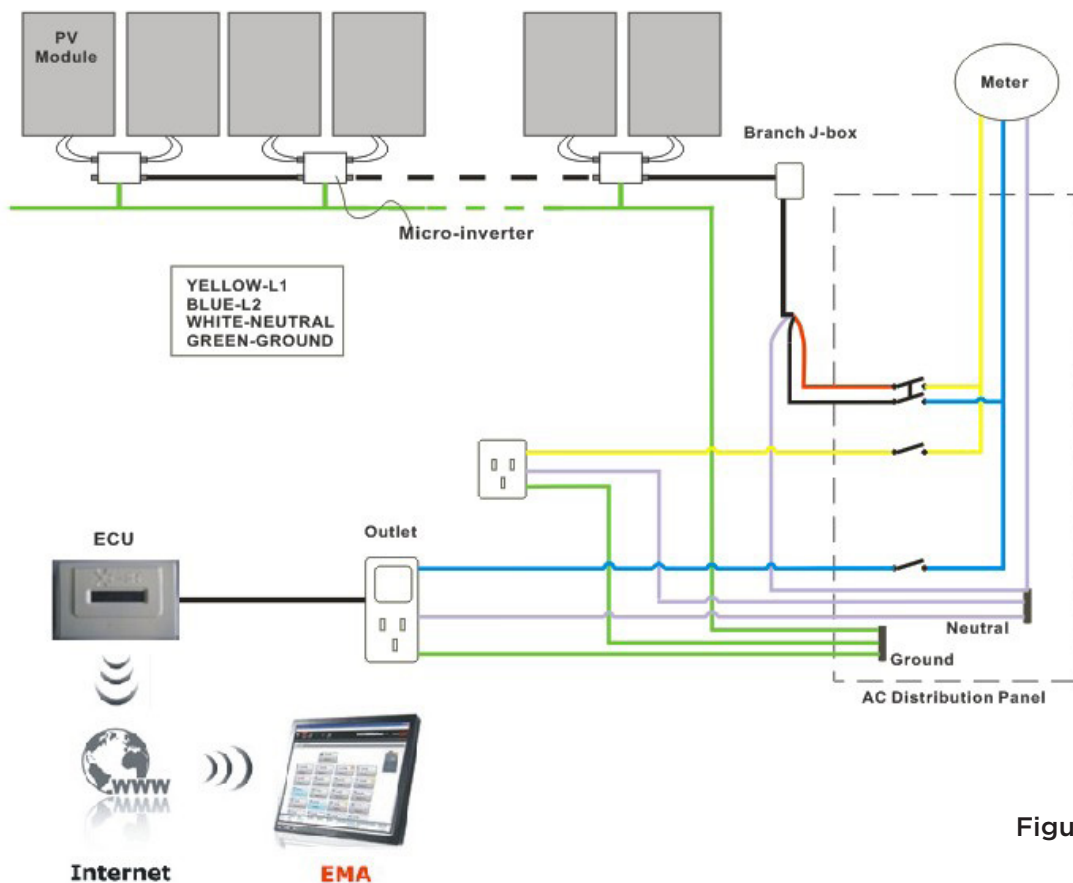 PV
Module
Meter
Branch J-box
Micro-inverter
YELLOW-L1
BLUE-L2
WHITE-NEUTRAL
GREEN-GROUND
ECU
Outlet
Neutral
Ground
AC Distribution Panel
WWW
Internet
EMA
Figu